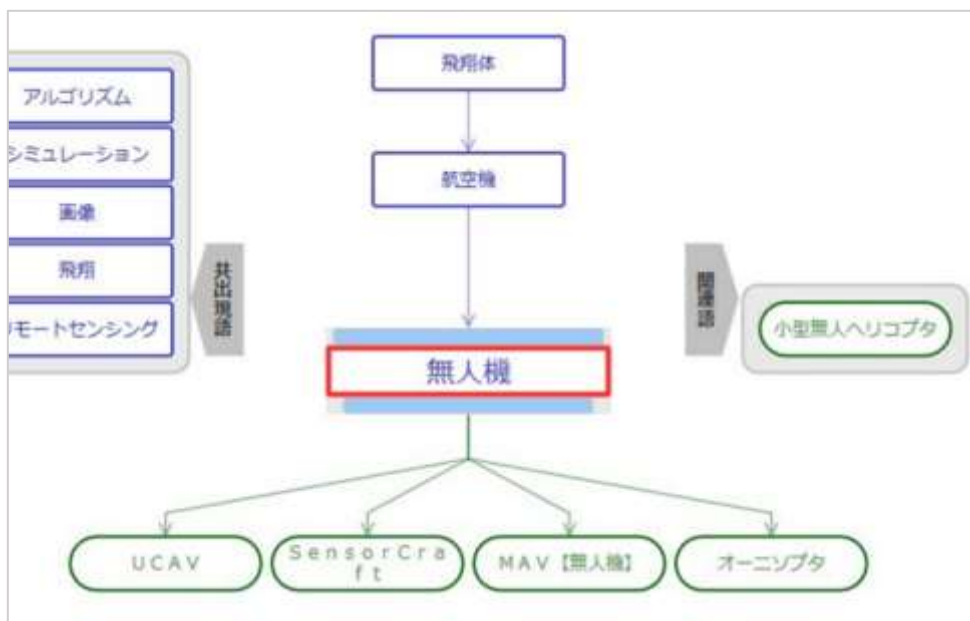 飛翔体
アルゴリズム
シミュレーション
航空機
画像
飛翔
リモートセンシング
共出現語
関連語
小型無人ヘリコプタ
無人機
UCAV
SensorCra
ft
MAV【無人機】
オーニソプタ